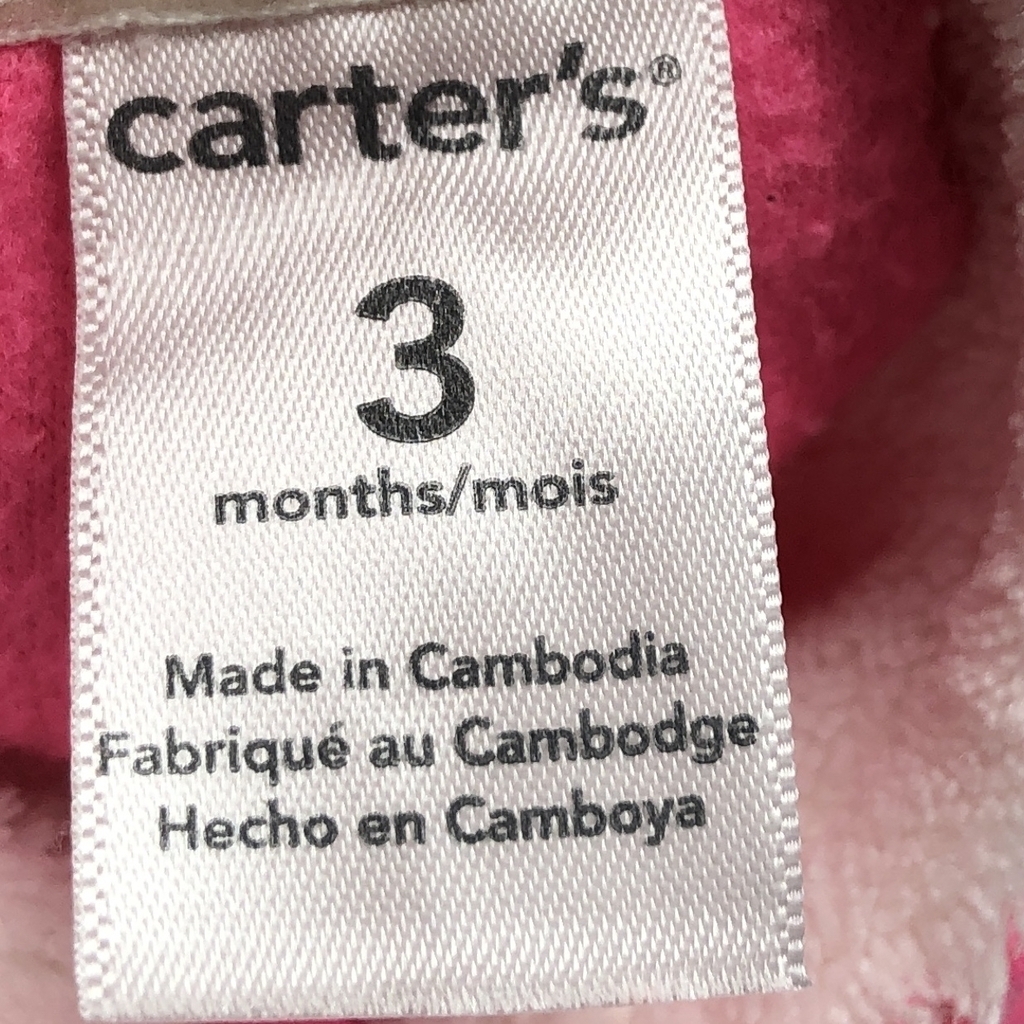 carter's®
3
months/mois
Made in Cambodia
Fabriqué au Cambodge
Hecho en Camboya